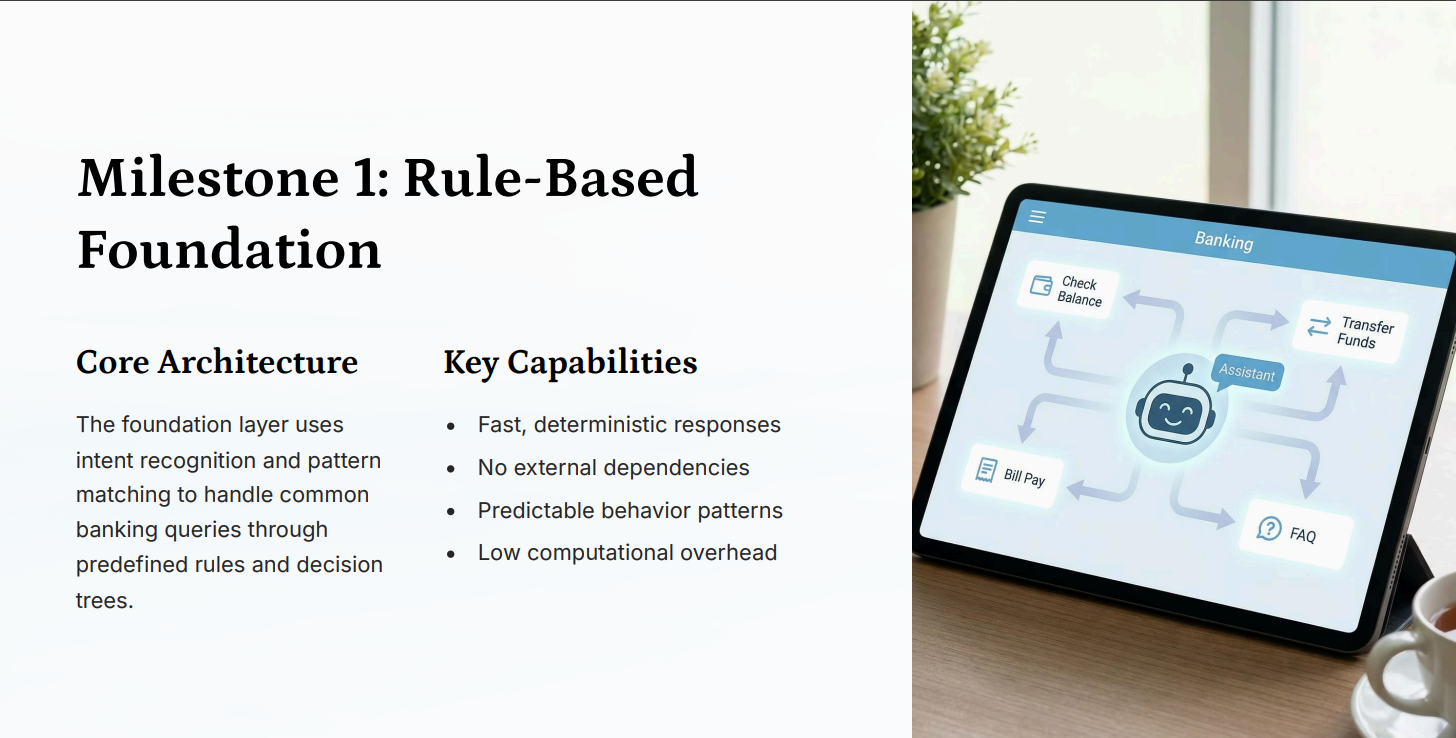 Milestone 1: Rule-Based
Foundation
Core Architecture
The foundation layer uses
intent recognition and pattern
matching to handle common
banking queries through
predefined rules and decision
trees.
Key Capabilities
• Fast, deterministic responses
• No external dependencies
• Predictable behavior patterns
• Low computational overhead
Banking
Check
Balance
Transfer
Funds
Assistant
Bill Pay
FAQ